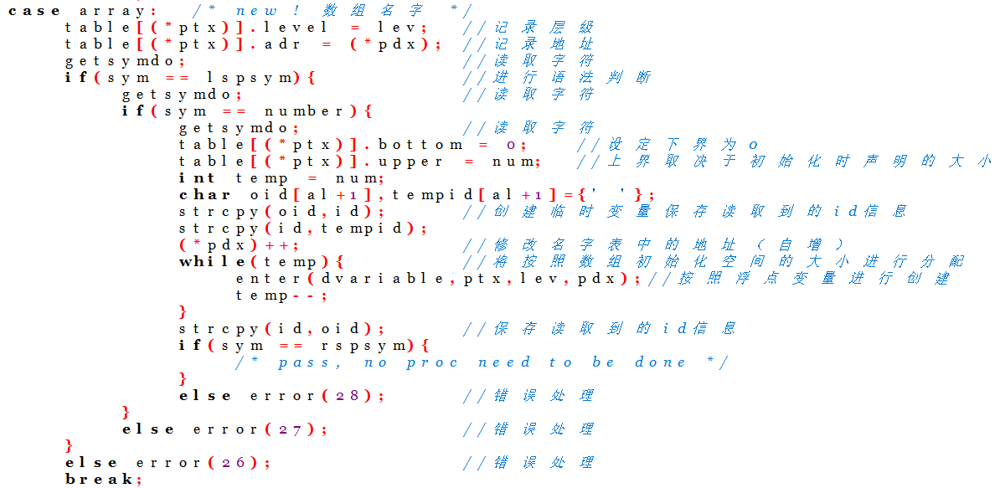 case array: /* new! 数组名字 */
table[(*ptx)].level = lev; //记录层级
table[(*ptx)].adr = (*pdx); //记录地址
getsymdo; //读取字符
if(sym == lspsym){ //进行语法判断
getsymdo; //读取字符
if(sym == number){
getsymdo; //读取字符
table[(*ptx)].bottom = 0; //设定下界为0
table[(*ptx)].upper = num; //上界取决于初始化时声明的大小
int temp = num;
char oid[al+1],tempid[al+1]={' '};
strcpy(oid,id); //创建临时变量保存读取到的id信息
strcpy(id,tempid);
(*pdx)++; //修改名字表中的地址（自增）
while(temp){ //将按照数组初始化空间的大小进行分配
enter(dvariable,ptx,lev,pdx);//按照浮点变量进行创建
temp--;
}
strcpy(id,oid); //保存读取到的id信息
if(sym == rspsym){
/* pass, no proc need to be done */
}
else error(28); //错误处理
}
else error(27); //错误处理
}
else error(26); //错误处理
break;